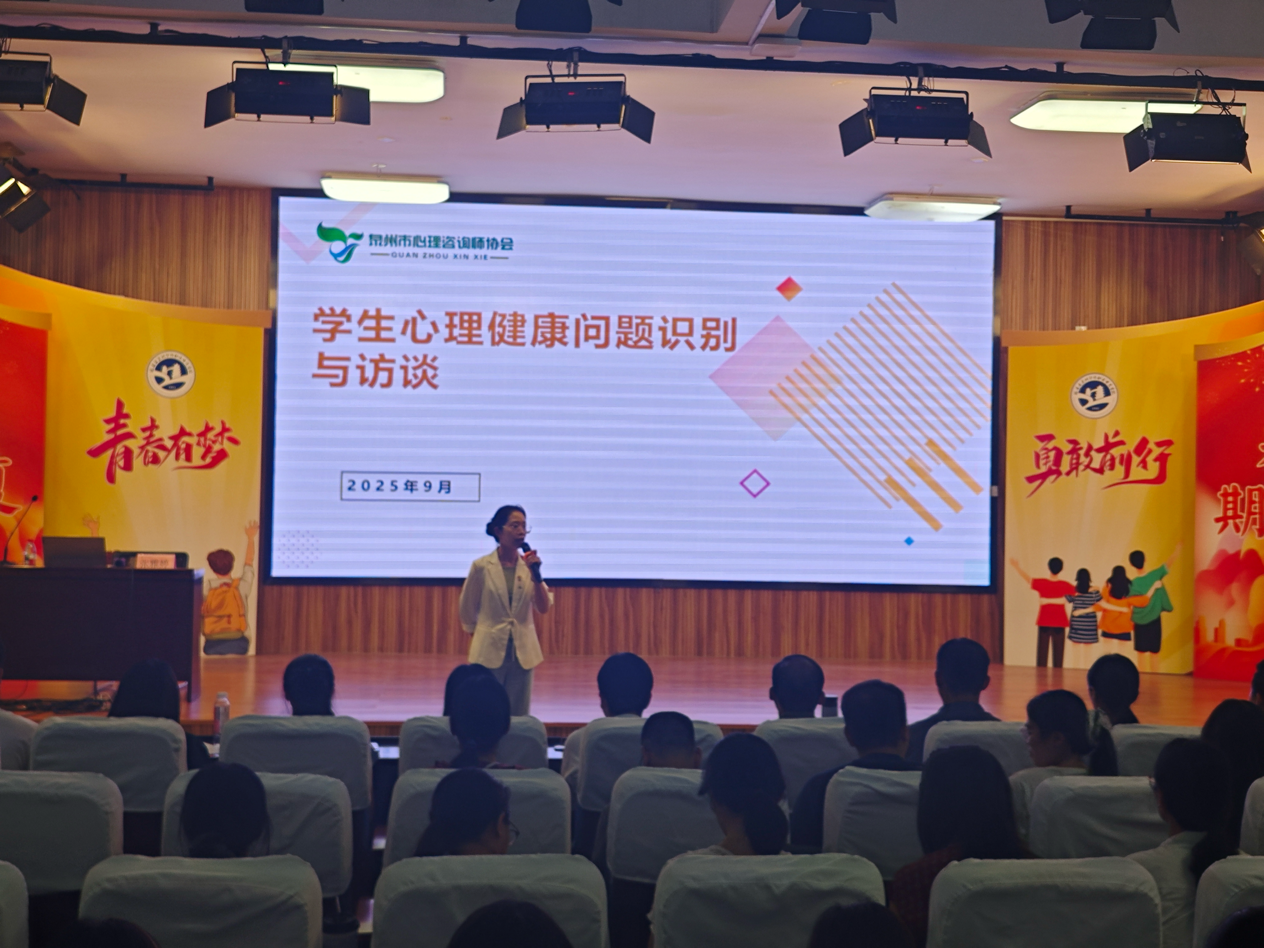 泉州市心理咨询师协会
QUAN ZHOU XIN XIE
学生心理健康问题识别
与访谈
2025年9月
青春有梦
勇敢前行
期